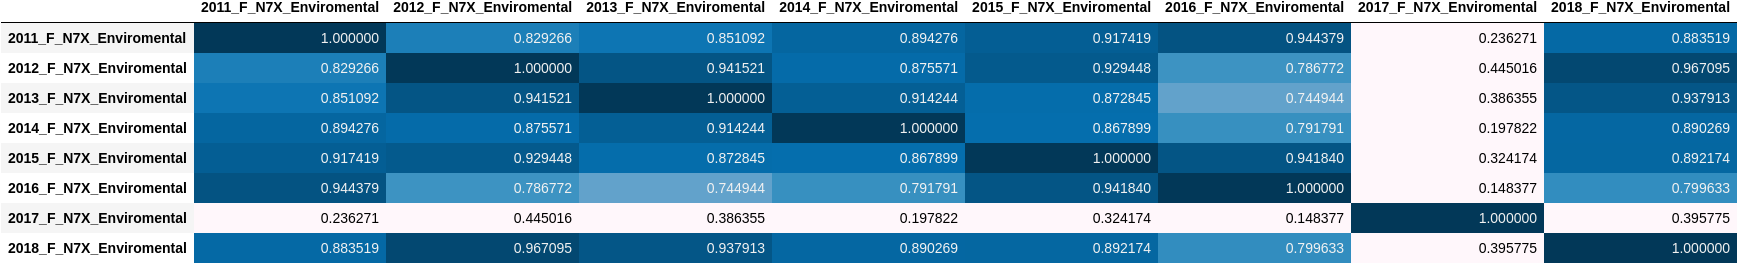 2011_F_N7X_Enviromental 2012_F_N7X_Enviromental 2013_F_N7X_Enviromental 2014_F_N7X_Enviromental 2015_F_N7X_Enviromental 2016_F_N7X_Enviromental 2017_F_N7X_Enviromental 2018_F_N7X_Enviromental
2011_F_N7X_Enviromental 1.000000 0.829266 0.851092 0.894276 0.917419 0.944379 0.236271 0.883519
2012_F_N7X_Enviromental 0.829266 1.000000 0.941521 0.875571 0.929448 0.786772 0.445016 0.967095
2013_F_N7X_Enviromental 0.851092 0.941521 1.000000 0.914244 0.872845 0.744944 0.386355 0.937913
2014_F_N7X_Enviromental 0.894276 0.875571 0.914244 1.000000 0.867899 0.791791 0.197822 0.890269
2015_F_N7X_Enviromental 0.917419 0.929448 0.872845 0.867899 1.000000 0.941840 0.324174 0.892174
2016_F_N7X_Enviromental 0.944379 0.786772 0.744944 0.791791 0.941840 1.000000 0.148377 0.799633
2017_F_N7X_Enviromental 0.236271 0.445016 0.386355 0.197822 0.324174 0.148377 1.000000 0.395775
2018_F_N7X_Enviromental 0.883519 0.967095 0.937913 0.890269 0.892174 0.799633 0.395775 1.000000